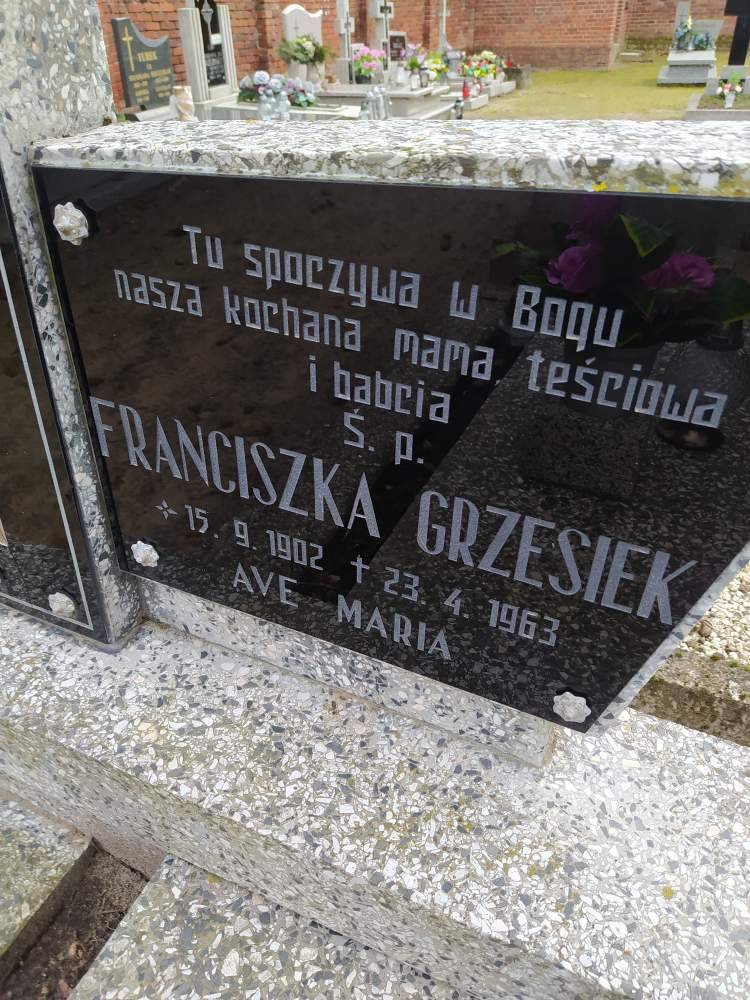 Tu spoczywa w Bogu
nasza kochana mama teściowa
i babcia
Ś. p.
FRANCISZKA GRZESIEK
15. 9. 1902 † 23. 4. 1963
AVE MARIA